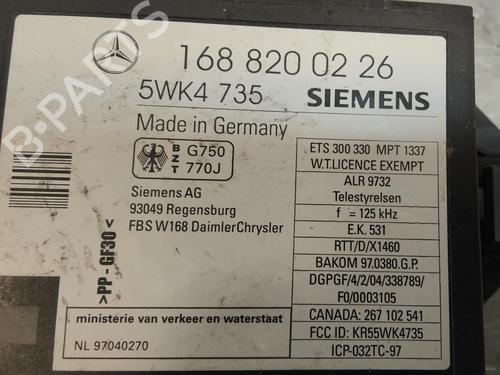 168 820 02 26
5WK4 735 SIEMENS
Made in Germany
B Z T G750 770J
Siemens AG
93049 Regensburg
FBS W168 DaimlerChrysler
>PP - GF30<
ETS 300 330 MPT 1337
W.T.LICENCE EXEMPT
ALR 9732
Telestyrelsen
f = 125 kHz
E.K. 531
RTT/D/X1460
BAKOM 97.0380.G.P.
DGPGF/4/2/04/338789/
F0/0003105
CANADA: 267 102 541
FCC ID: KR55WK4735
ICP-032TC-97
ministérie van verkeer en waterstaat
NL 97040270
B-PARTS